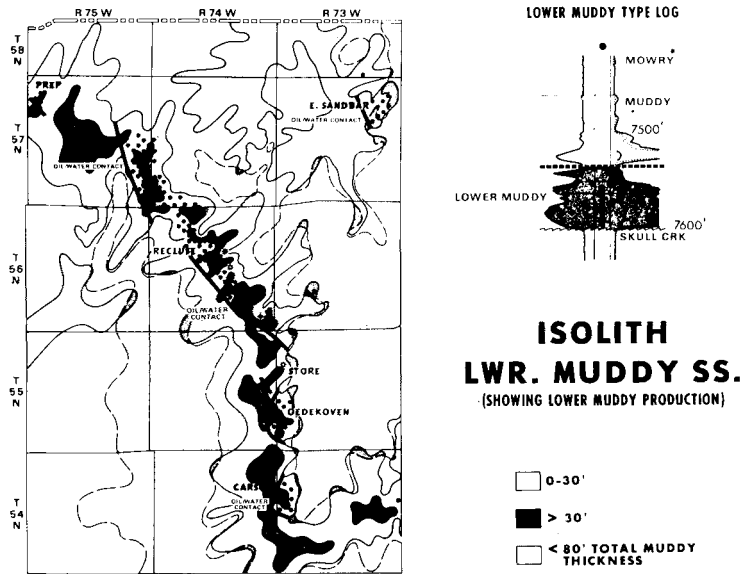 R 75 W
R 74 W
R 73 W
T
58
N
PREP
E. SANDBAR
OIL/WATER CONTACT
T
57
N
OIL/WATER CONTACT
RECLUSE
T
56
N
OIL/WATER
CONTACT
STORE
T
55
N
OEDEKOVEN
T
54
N
OIL/WATER
CONTACT
LOWER MUDDY TYPE LOG
MOWRY
MUDDY
7500'
LOWER MUDDY
7600'
SKULL CRK
ISOLITH
LWR. MUDDY SS.
(SHOWING LOWER MUDDY PRODUCTION)
0-30'
> 30'
< 80' TOTAL MUDDY
THICKNESS